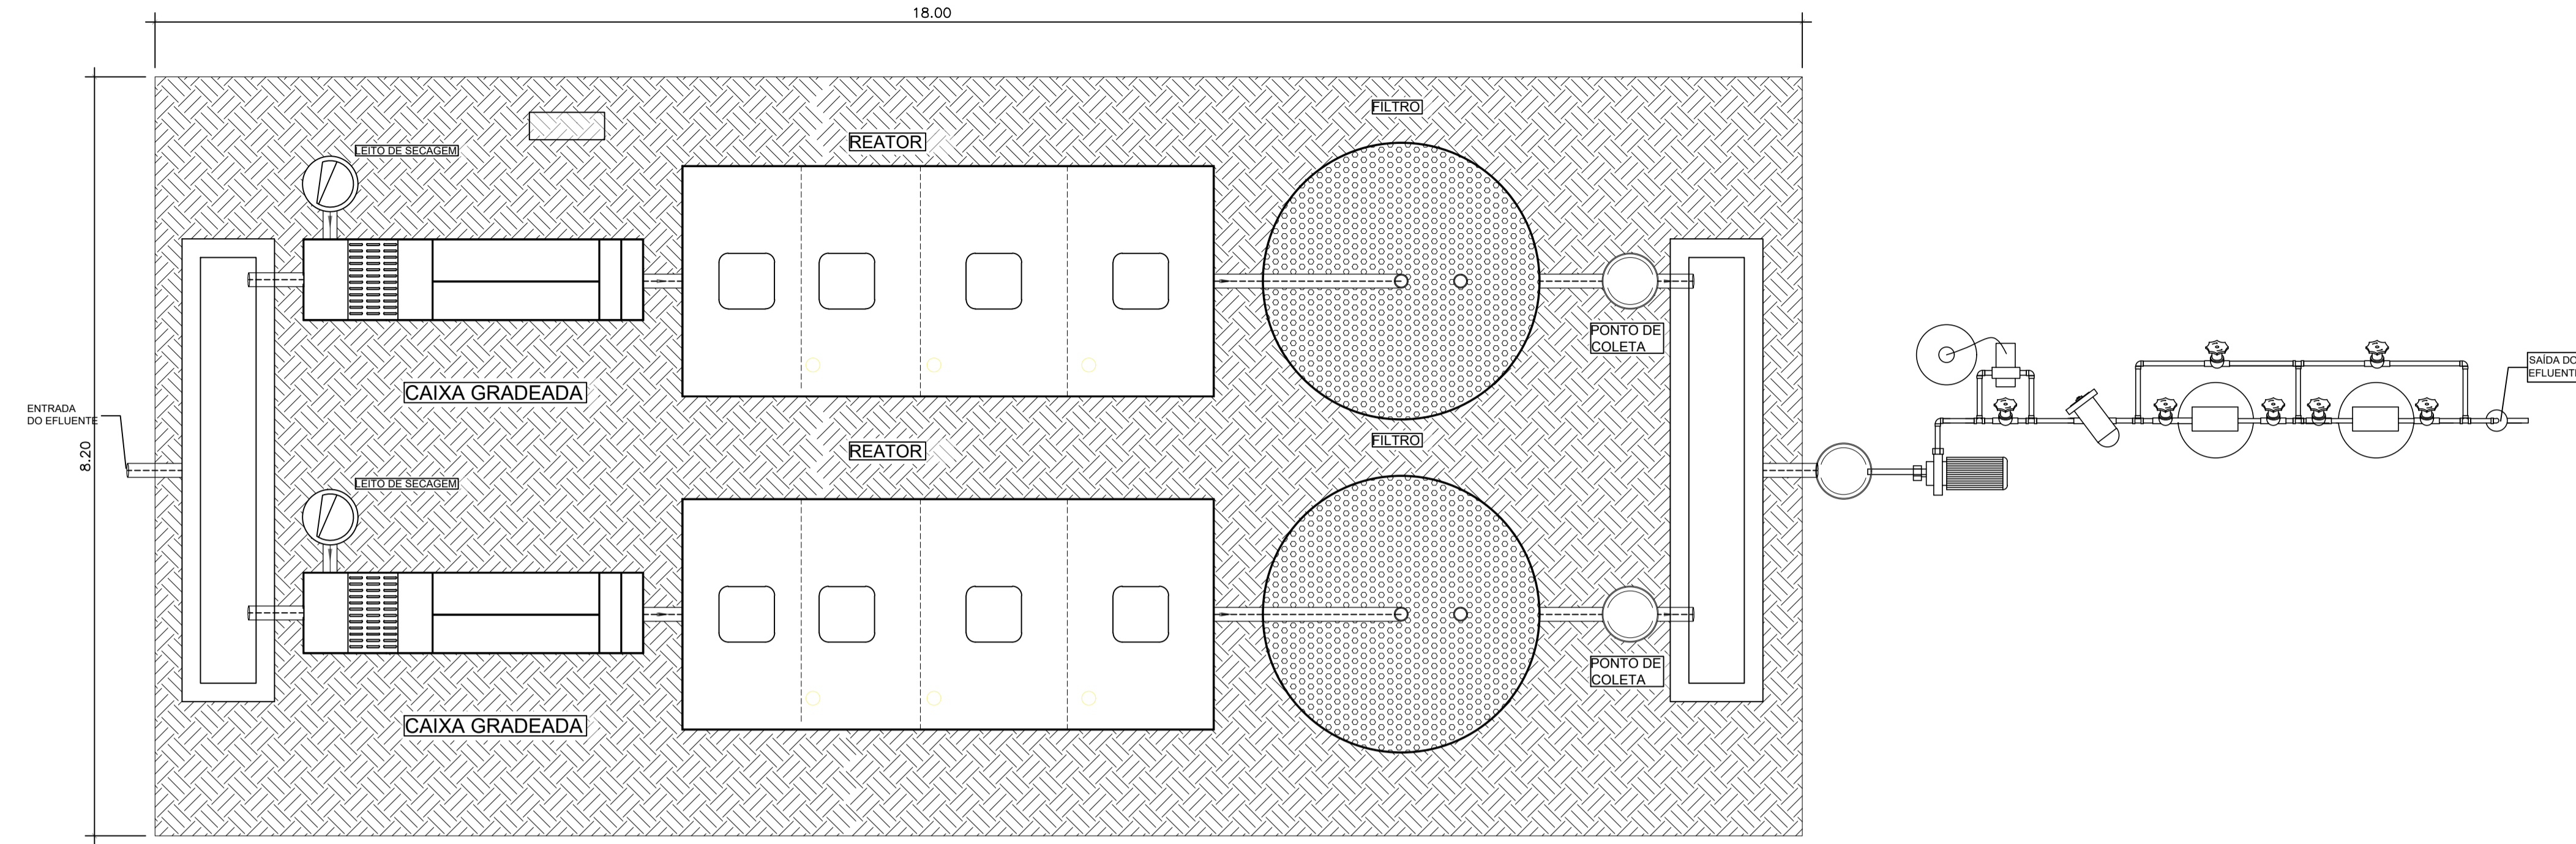 18.00
FILTRO
REATOR
LEITO DE SECAGEM
PONTO DE
COLETA
SAÍDA DO
CAIXA GRADEADA
ENTRADA
DO EFLUENTE
8.20
FILTRO
REATOR
LEITO DE SECAGEM
PONTO DE
COLETA
CAIXA GRADEADA